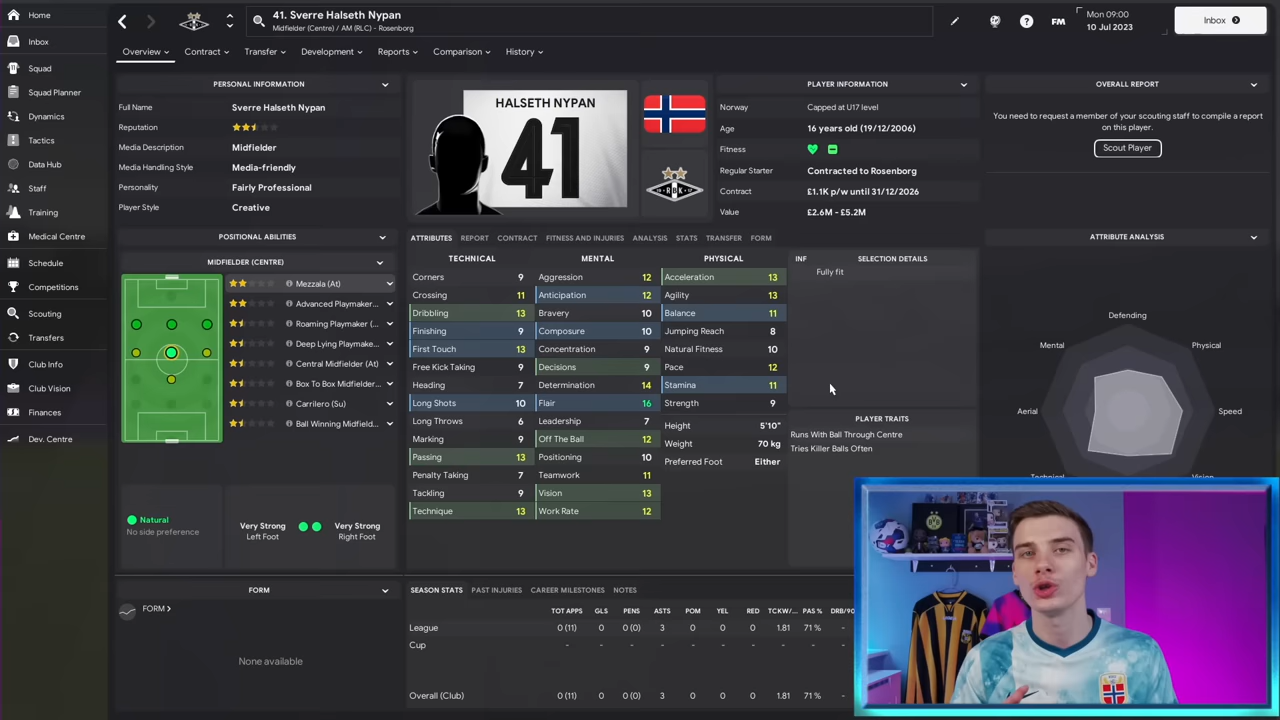 Home
Inbox
Squad
Squad Planner
Dynamics
Tactics
Data Hub
Staff
Training
Medical Centre
Schedule
Competitions
Scouting
Transfers
Club Info
Club Vision
Finances
Dev. Centre
41. Sverre Halseth Nypan
Midfielder (Centre) / AM (RLC) - Rosenborg
FM
Mon 09:00
10 Jul 2023
Inbox
Overview
Contract
Transfer
Development
Reports
Comparison
History
PERSONAL INFORMATION
Full Name Sverre Halseth Nypan
Reputation
Media Description Midfielder
Media Handling Style Media-friendly
Personality Fairly Professional
Player Style Creative
HALSETH NYPAN
41
RBK
PLAYER INFORMATION
Norway Capped at U17 level
Age 16 years old (19/12/2006)
Fitness
Regular Starter Contracted to Rosenborg
Contract £1.1K p/w until 31/12/2026
Value £2.6M - £5.2M
OVERALL REPORT
You need to request a member of your scouting staff to compile a report
on this player.
Scout Player
POSITIONAL ABILITIES
MIDFIELDER (CENTRE)
Mezzala (At)
Advanced Playmaker...
Roaming Playmaker (...
Deep Lying Playmake...
Central Midfielder (At)
Box To Box Midfielder...
Carrilero (Su)
Ball Winning Midfield...
Natural
No side preference
Very Strong
Left Foot
Very Strong
Right Foot
ATTRIBUTES REPORT CONTRACT FITNESS AND INJURIES ANALYSIS STATS TRANSFER FORM
TECHNICAL
Corners 9
Crossing 11
Dribbling 13
Finishing 9
First Touch 13
Free Kick Taking 9
Heading 7
Long Shots 10
Long Throws 6
Marking 9
Passing 13
Penalty Taking 7
Tackling 9
Technique 13
MENTAL
Aggression 12
Anticipation 12
Bravery 10
Composure 10
Concentration 9
Decisions 9
Determination 14
Flair 16
Leadership 7
Off The Ball 12
Positioning 10
Teamwork 11
Vision 13
Work Rate 12
PHYSICAL
Acceleration 13
Agility 13
Balance 11
Jumping Reach 8
Natural Fitness 10
Pace 12
Stamina 11
Strength 9
Height 5'10"
Weight 70 kg
Preferred Foot Either
INF SELECTION DETAILS
Fully fit
PLAYER TRAITS
Runs With Ball Through Centre
Tries Killer Balls Often
ATTRIBUTE ANALYSIS
Defending
Physical
Speed
Vision
Technical
Aerial
Mental
FORM
FORM
None available
SEASON STATS PAST INJURIES CAREER MILESTONES NOTES
TOT APPS GLS PENS ASTS POM YEL RED TCKW/... PAS % DRB/90
League 0 (11) 0 0 (0) 3 0 0 0 1.81 71 % -
Cup - - - - - - - - - -
Overall (Club) 0 (11) 0 0 (0) 3 0 0 0 1.81 71 % -